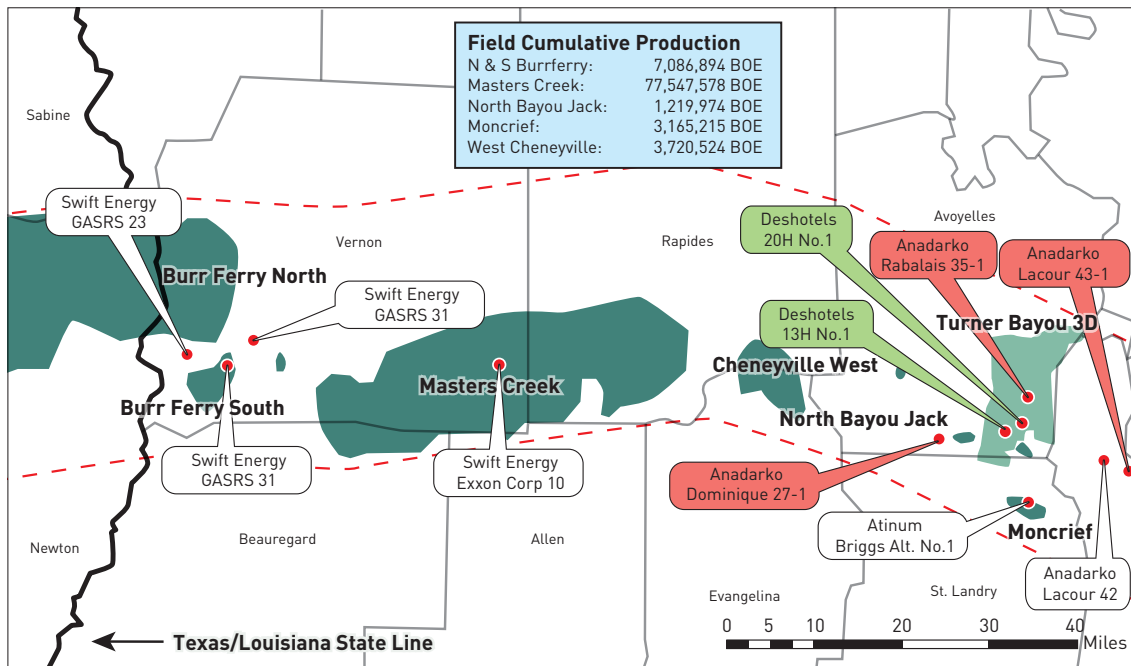 Field Cumulative Production
N & S Burrferry: 7,086,894 BOE
Masters Creek: 77,547,578 BOE
North Bayou Jack: 1,219,974 BOE
Moncrief: 3,165,215 BOE
West Cheneyville: 3,720,524 BOE
Sabine
Swift Energy
GASRS 23
Vernon
Rapides
Deshotels
20H No.1
Avoyelles
Anadarko
Rabalais 35-1
Anadarko
Lacour 43-1
Burr Ferry North
Swift Energy
GASRS 31
Deshotels
13H No.1
Turner Bayou 3D
Cheneyville West
Masters Creek
Burr Ferry South
North Bayou Jack
Swift Energy
GASRS 31
Swift Energy
Exxon Corp 10
Anadarko
Dominique 27-1
Atinum
Briggs Alt. No.1
Moncrief
Newton
Beauregard
Allen
Anadarko
Lacour 42
Evangelina
St. Landry
Texas/Louisiana State Line
0 5 10 20 30 40 Miles